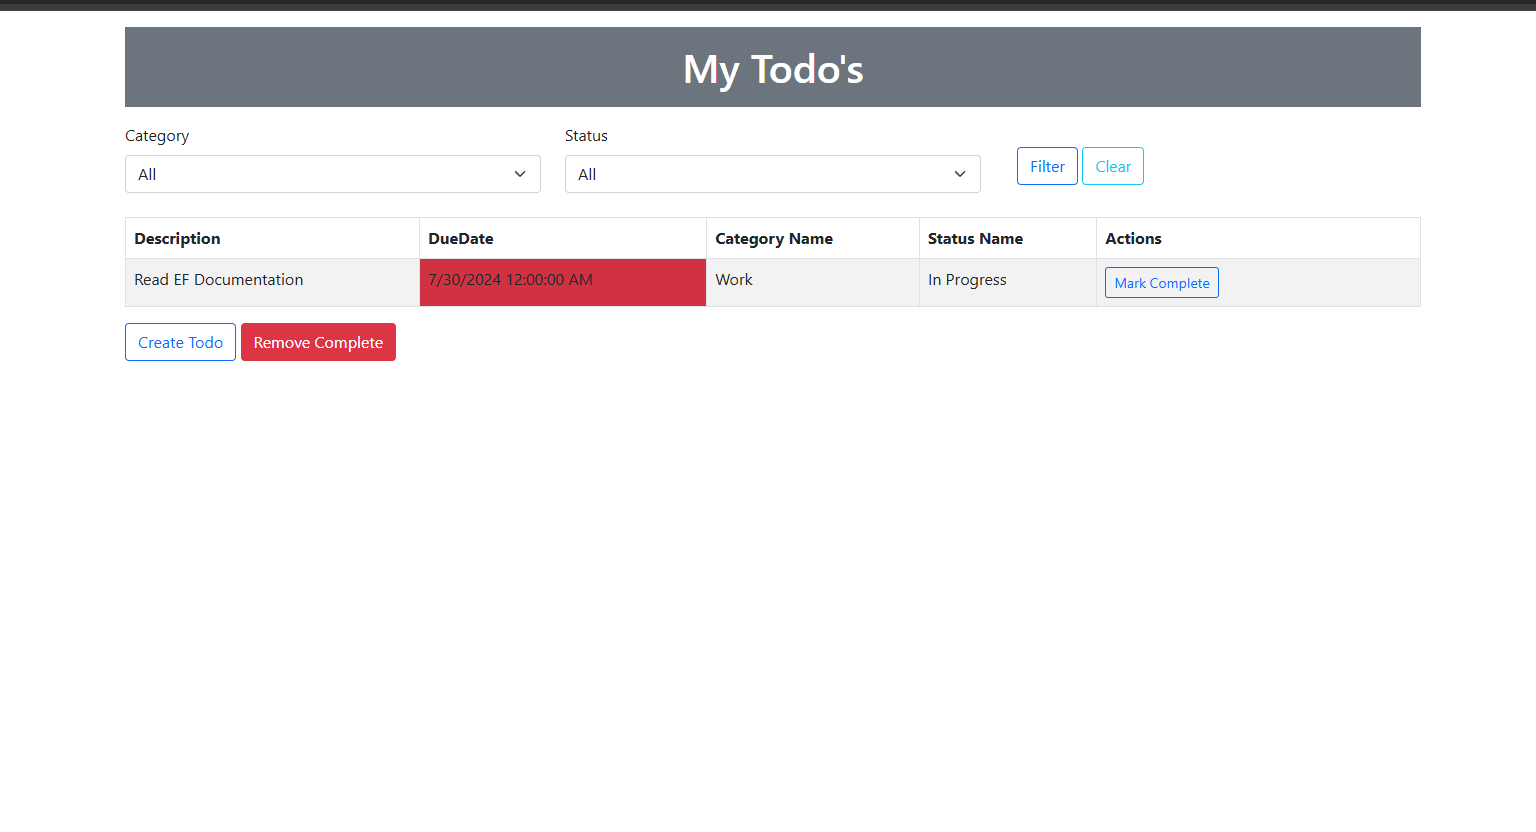 My Todo's
Category
Status
All
All
Filter
Clear
Description DueDate Category Name Status Name Actions
Read EF Documentation 7/30/2024 12:00:00 AM Work In Progress Mark Complete
Create Todo Remove Complete